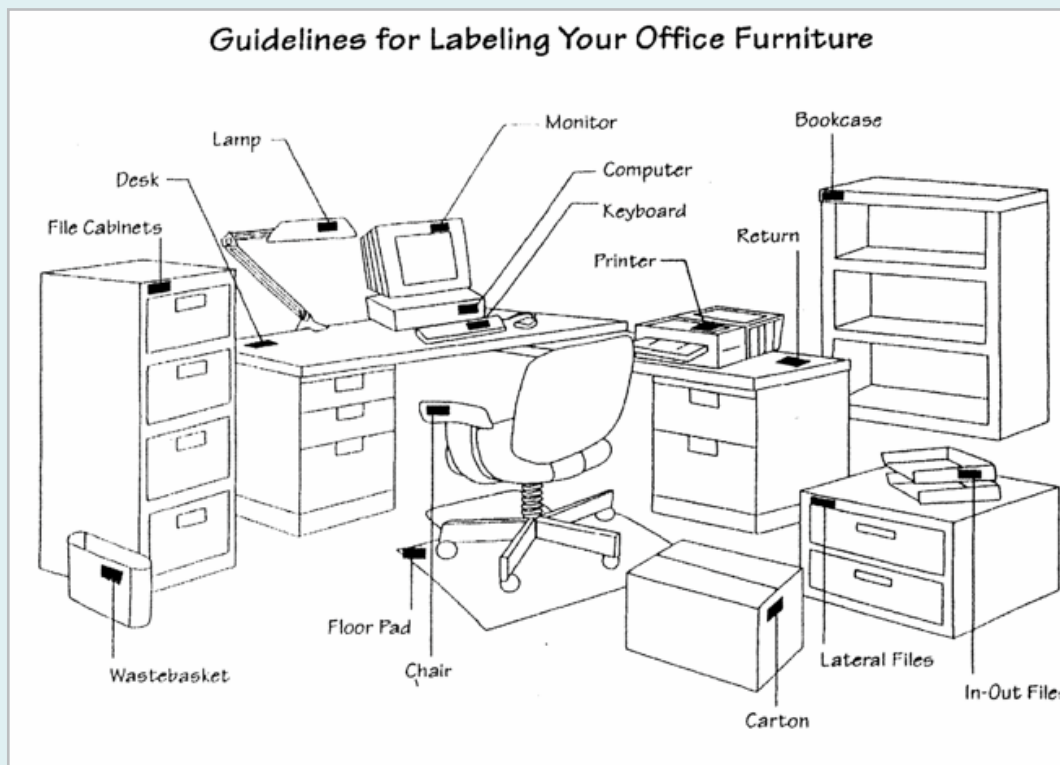 Guidelines for Labeling Your Office Furniture
Lamp
Monitor
Bookcase
Desk
Computer
File Cabinets
Keyboard
Return
Printer
Floor Pad
Chair
Wastebasket
Lateral Files
In-Out Files
Carton